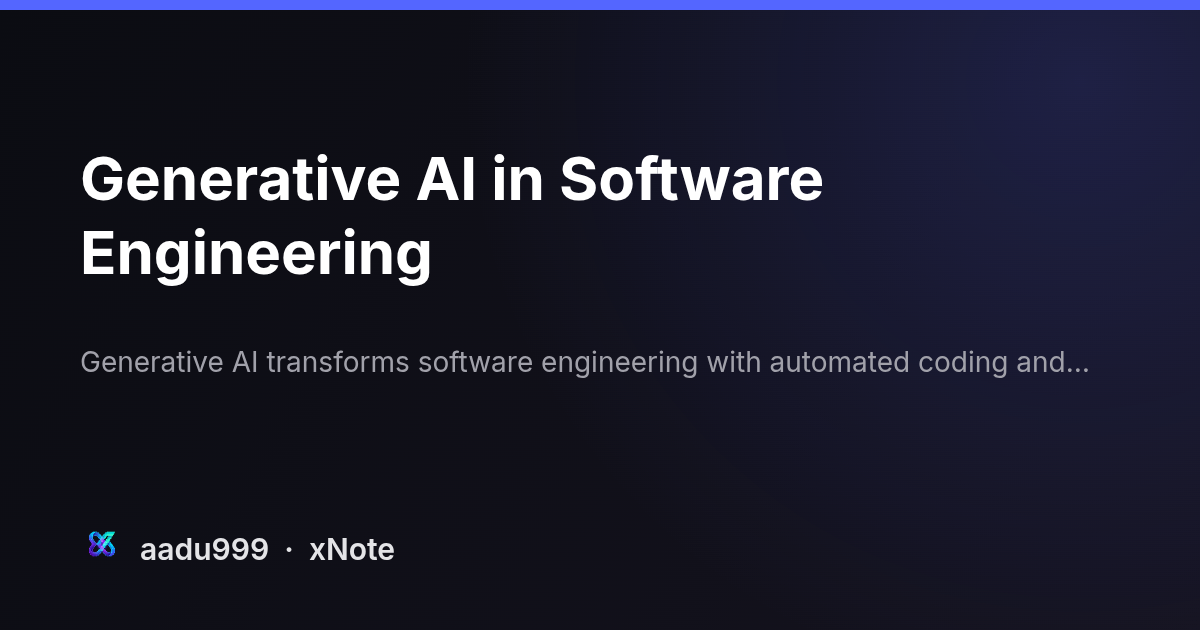 Generative AI in Software
Engineering
Generative AI transforms software engineering with automated coding and...
aadu999 · xNote